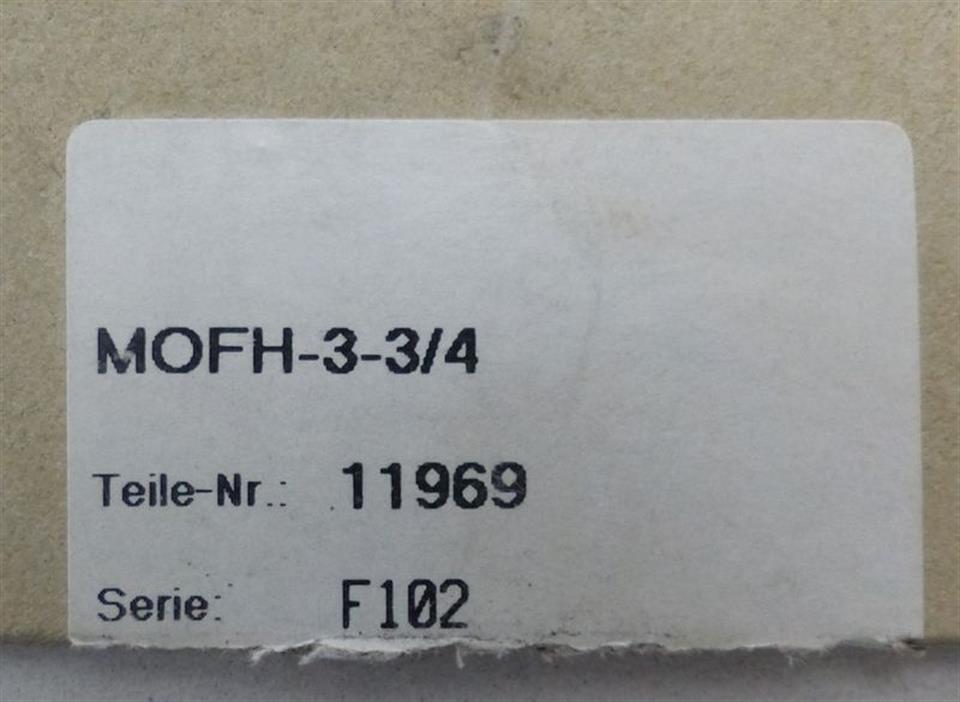 MOFH-3-3/4
Teile-Nr.: 11969
Serie: F102